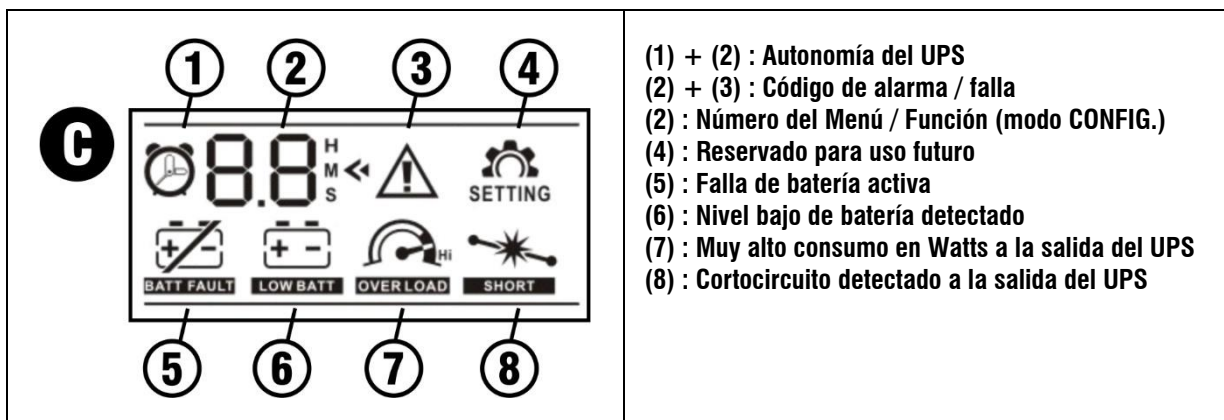 1 2 3 4
C
8.8 H M S
SETTING
Hi
BATT FAULT LOW BATT OVER LOAD SHORT
5 6 7 8
(1) + (2) : Autonomía del UPS
(2) + (3) : Código de alarma / falla
(2) : Número del Menú / Función (modo CONFIG.)
(4) : Reservado para uso futuro
(5) : Falla de batería activa
(6) : Nivel bajo de batería detectado
(7) : Muy alto consumo en Watts a la salida del UPS
(8) : Cortocircuito detectado a la salida del UPS